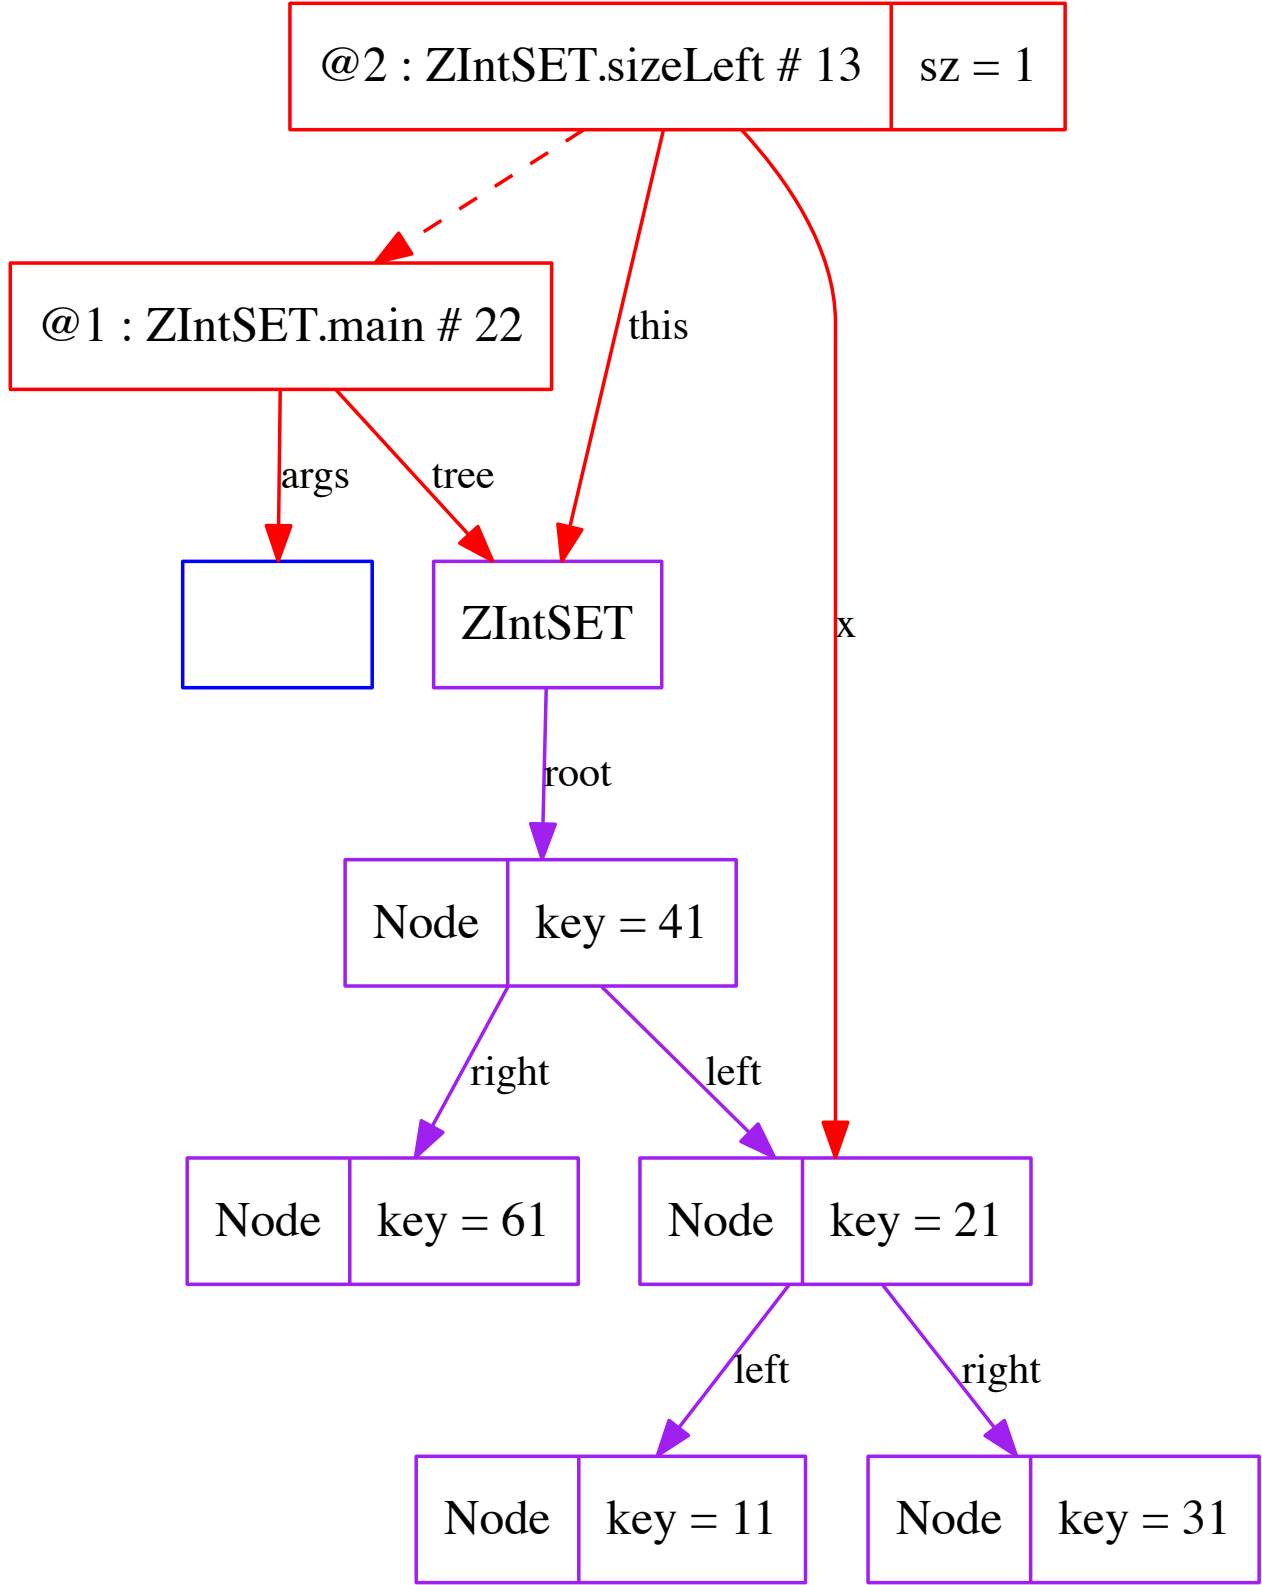 @2 : ZIntSET.sizeLeft # 13 sz = 1
@1 : ZIntSET.main # 22
this
args
tree
ZIntSET
x
root
Node key = 41
right
left
Node key = 61
Node key = 21
left
right
Node key = 11
Node key = 31